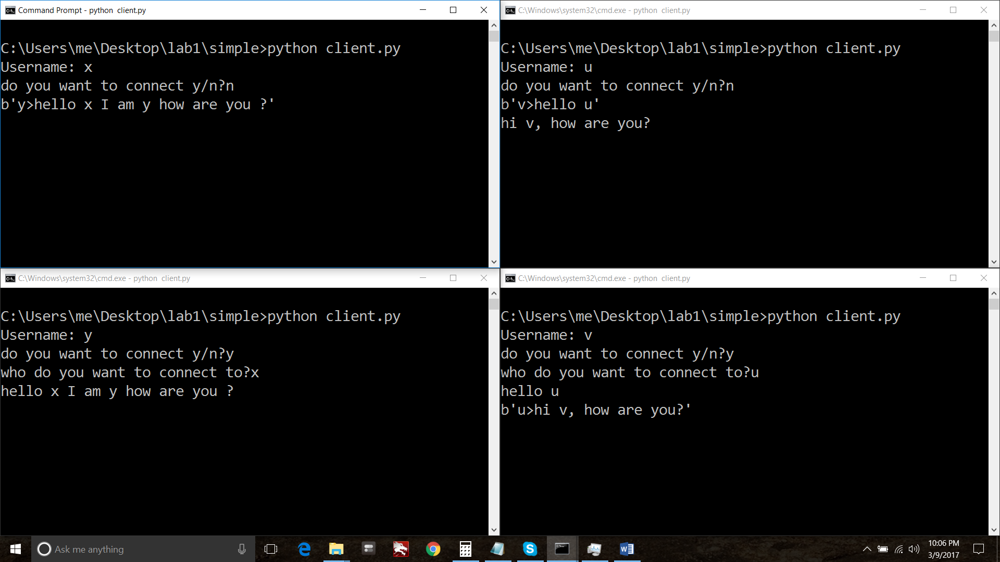 Command Prompt - python  client.py
C:\Users\me\Desktop\lab1\simple>python client.py
Username: x
do you want to connect y/n?n
b'y>hello x I am y how are you ?'
C:\Windows\system32\cmd.exe - python  client.py
C:\Users\me\Desktop\lab1\simple>python client.py
Username: u
do you want to connect y/n?n
b'v>hello u'
hi v, how are you?
C:\Windows\system32\cmd.exe - python  client.py
C:\Users\me\Desktop\lab1\simple>python client.py
Username: y
do you want to connect y/n?y
who do you want to connect to?x
hello x I am y how are you ?
C:\Windows\system32\cmd.exe - python  client.py
C:\Users\me\Desktop\lab1\simple>python client.py
Username: v
do you want to connect y/n?y
who do you want to connect to?u
hello u
b'u>hi v, how are you?'
Ask me anything
10:06 PM
3/9/2017